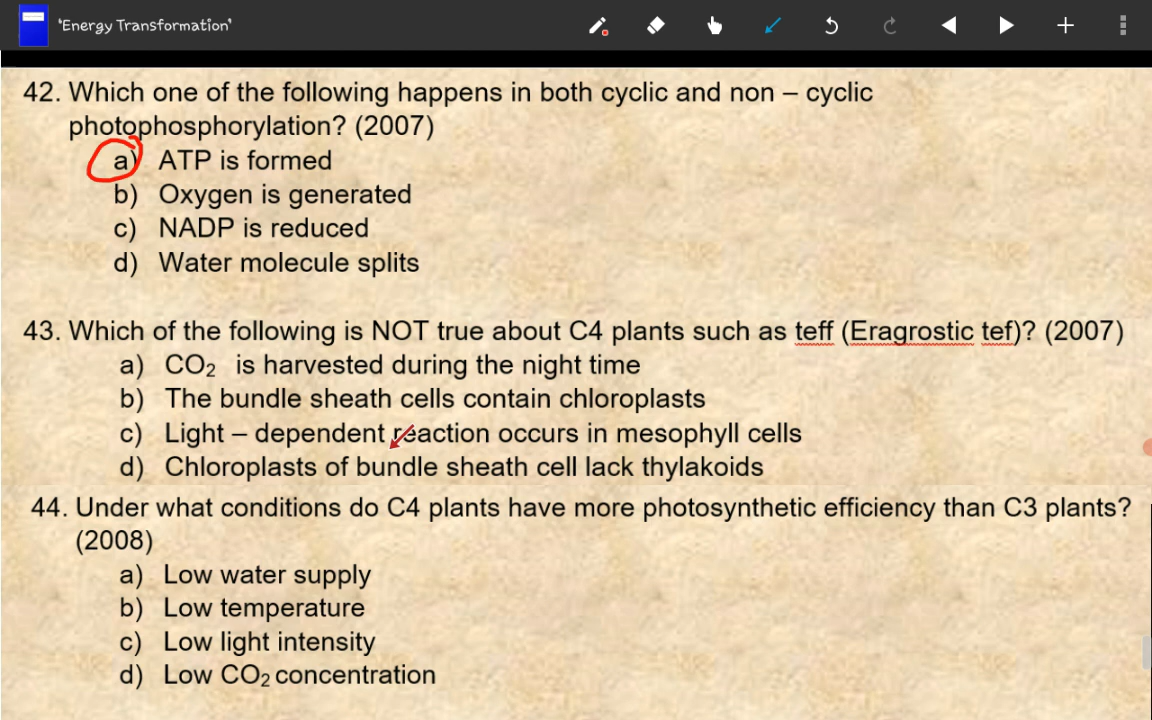 'Energy Transformation'
42. Which one of the following happens in both cyclic and non – cyclic
photophosphorylation? (2007)
a) ATP is formed
b) Oxygen is generated
c) NADP is reduced
d) Water molecule splits
43. Which of the following is NOT true about C4 plants such as teff (Eragrostic tef)? (2007)
a) CO₂ is harvested during the night time
b) The bundle sheath cells contain chloroplasts
c) Light – dependent reaction occurs in mesophyll cells
d) Chloroplasts of bundle sheath cell lack thylakoids
44. Under what conditions do C4 plants have more photosynthetic efficiency than C3 plants?
(2008)
a) Low water supply
b) Low temperature
c) Low light intensity
d) Low CO₂ concentration